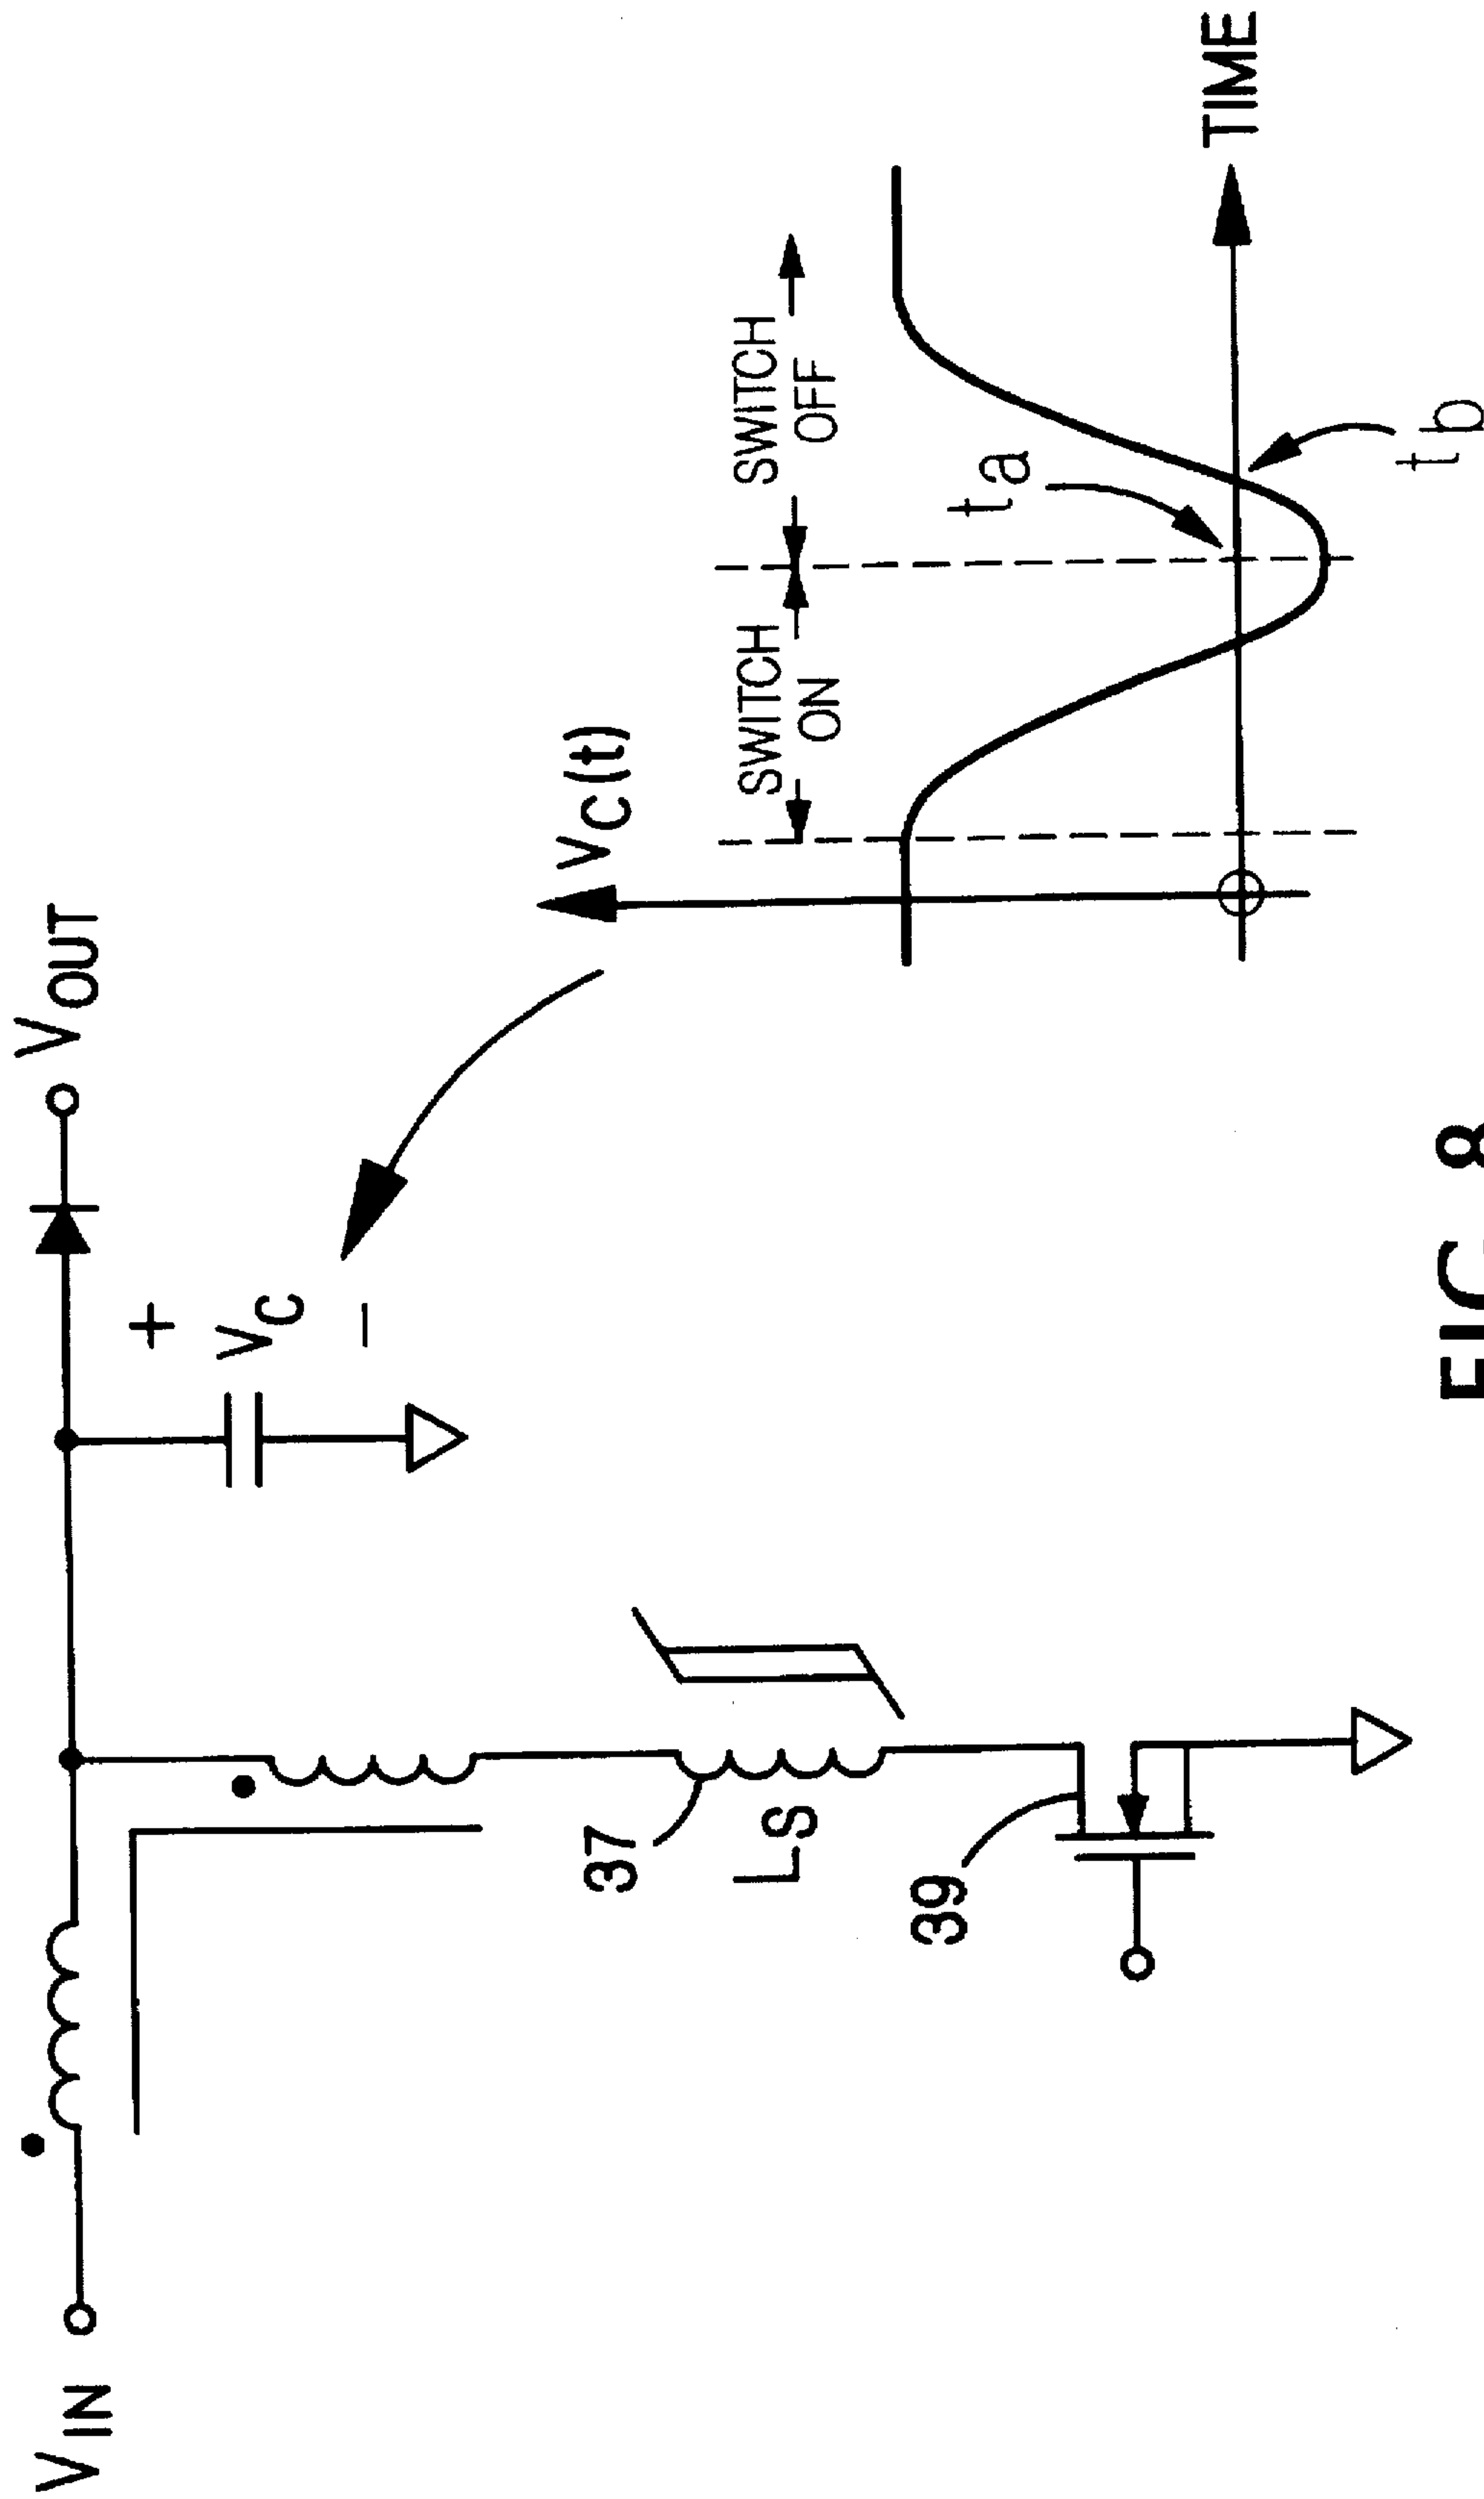 VIN
VOUT
+
VC
−
VC(t)
SWITCH
ON
SWITCH
OFF
ta
tb
TIME
37
LS
39
FIG 8